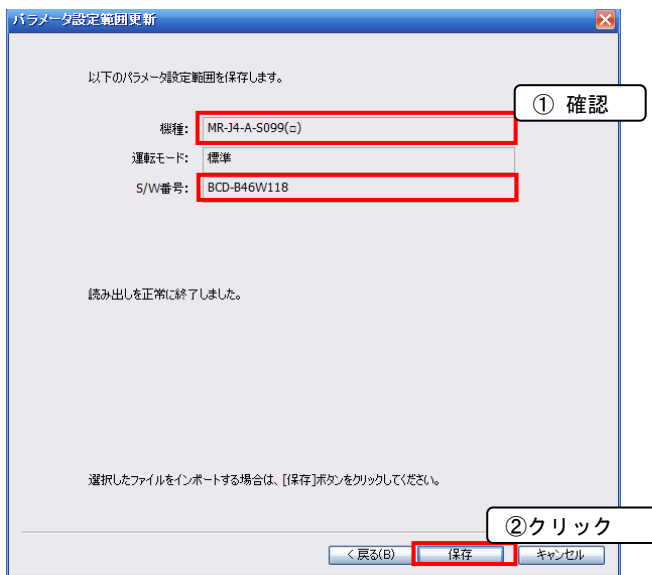 パラメータ設定範囲更新
以下のパラメータ設定範囲を保存します。
① 確認
機種: MR-J4-A-S099(□)
運転モード: 標準
S/W番号: BCD-B46W118
読み出しを正常に終了しました。
選択したファイルをインポートする場合は、[保存]ボタンをクリックしてください。
②クリック
< 戻る(B) 保存 キャンセル